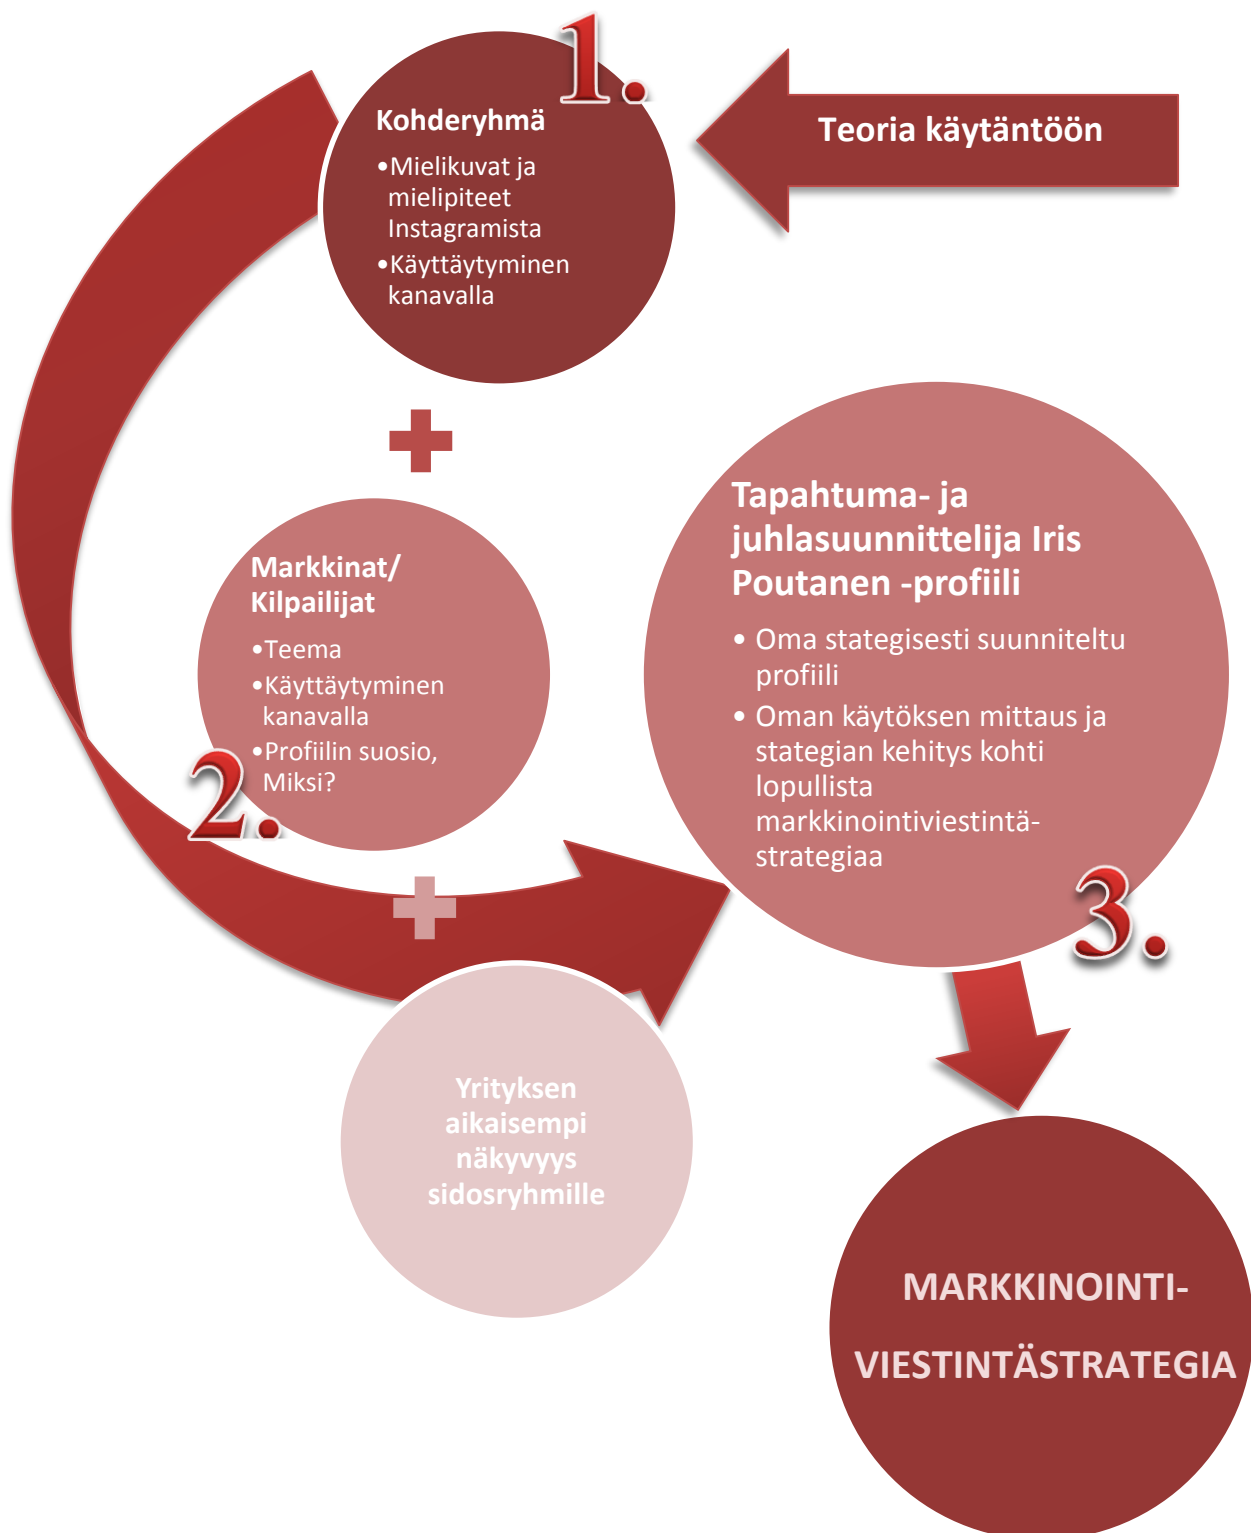 1.
Kohderyhmä
•Mielikuvat ja
mielipiteet
Instagramista
•Käyttäytyminen
kanavalla
Teoria käytäntöön
Markkinat/
Kilpailijat
•Teema
•Käyttäytyminen
kanavalla
•Profiilin suosio,
Miksi?
2.
Yrityksen
aikaisempi
näkyvyys
sidosryhmille
Tapahtuma- ja
juhlasuunnittelija Iris
Poutanen -profiili
• Oma stategisesti suunniteltu
profiili
• Oman käytöksen mittaus ja
stategian kehitys kohti
lopullista
markkinointiviestintä-
strategiaa
3.
MARKKINOINTI-
VIESTINTÄSTRATEGIA